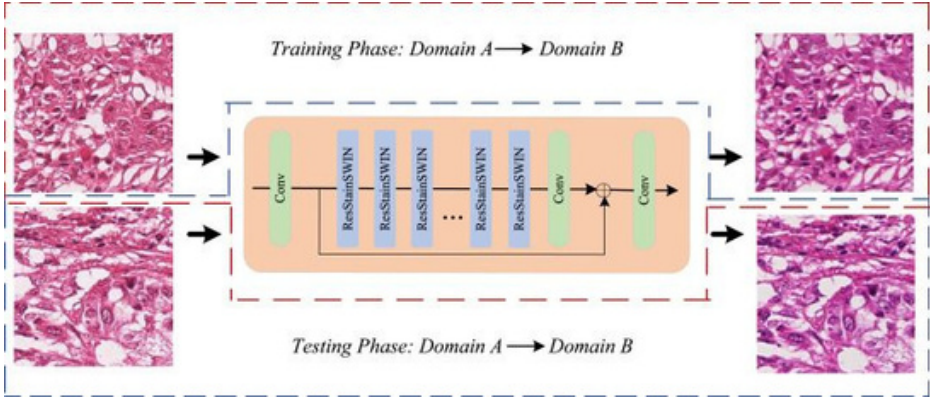 Training Phase: Domain A → Domain B
Conv
ResStainSWIN
ResStainSWIN
ResStainSWIN
...
ResStainSWIN
ResStainSWIN
Conv
Conv
Testing Phase: Domain A → Domain B